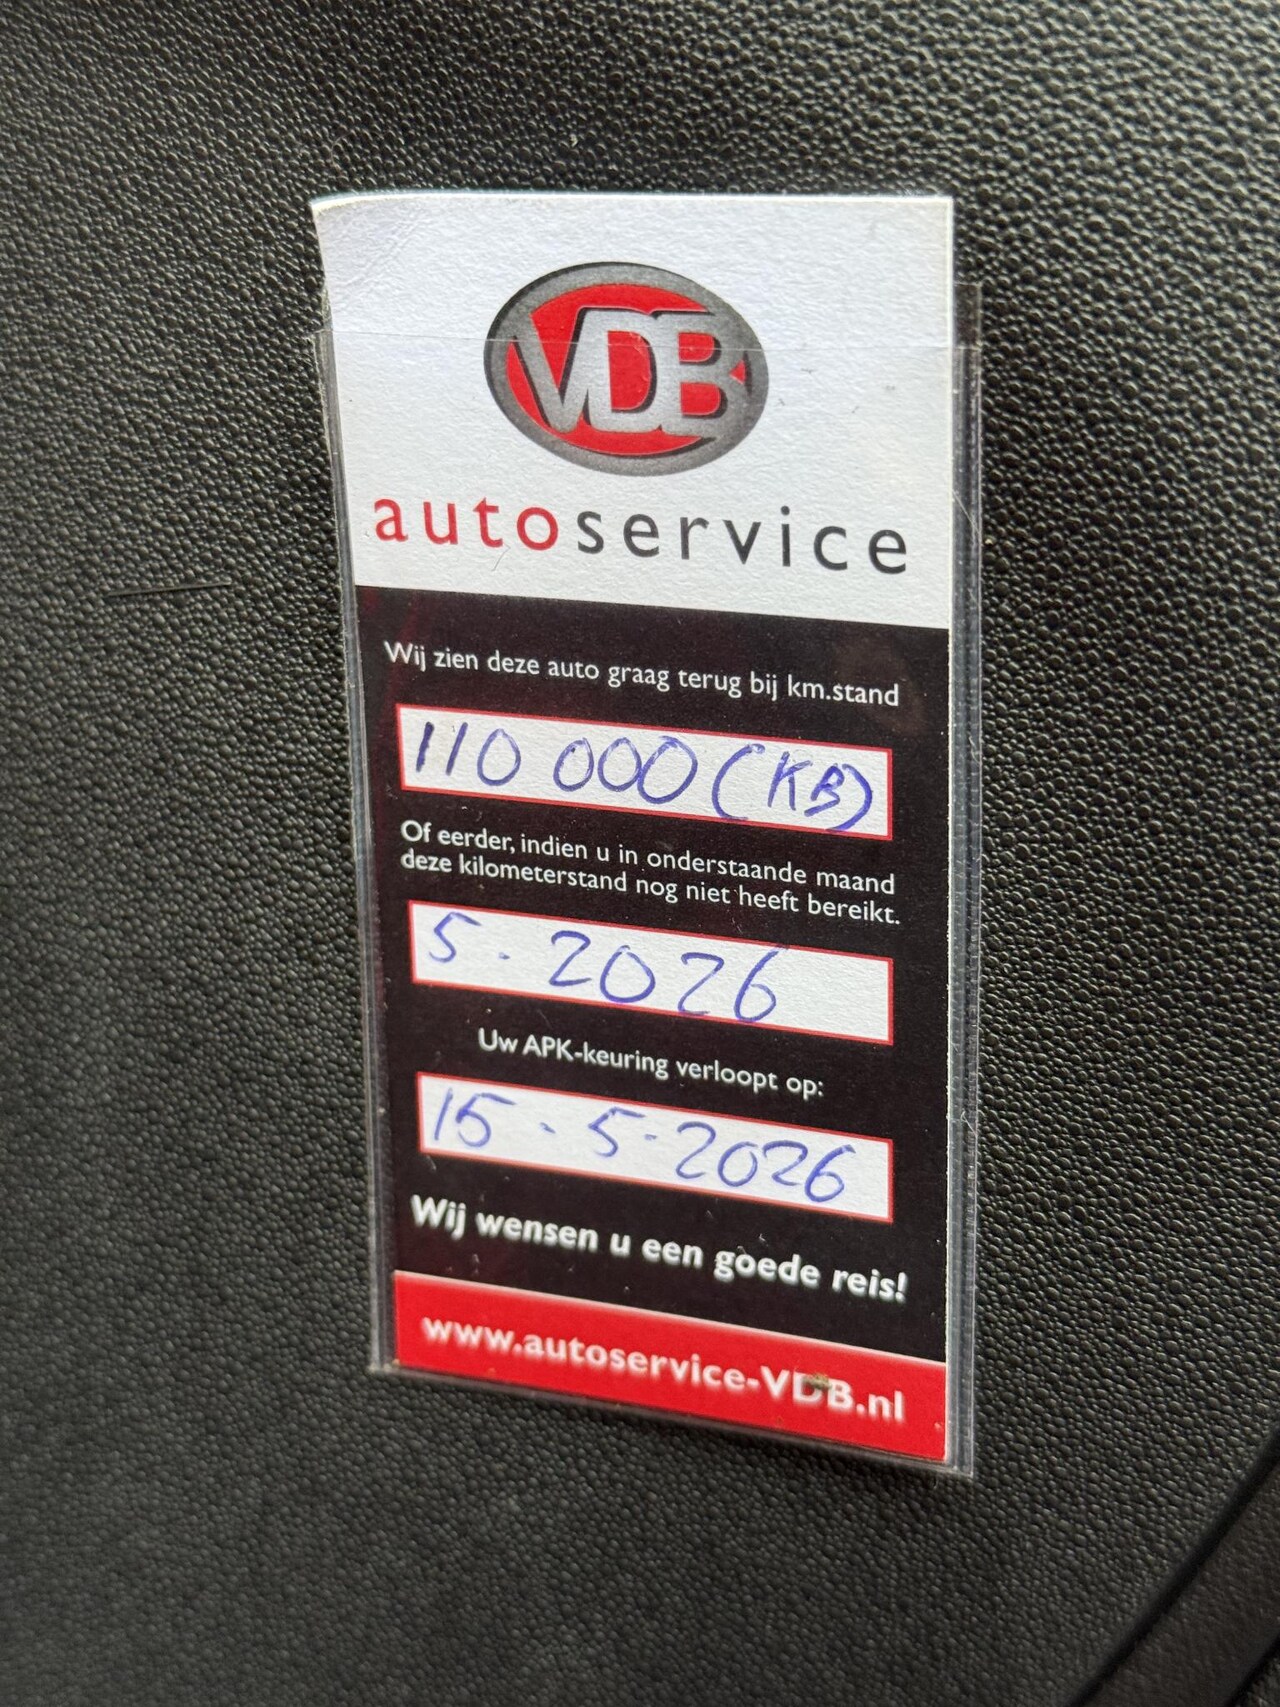 VDB
autoservice
Wij zien deze auto graag terug bij km.stand
110 000 (KB)
Of eerder, indien u in onderstaande maand
deze kilometerstand nog niet heeft bereikt.
5 - 2026
Uw APK-keuring verloopt op:
15 - 5 - 2026
Wij wensen u een goede reis!
www.autoservice-VDB.nl